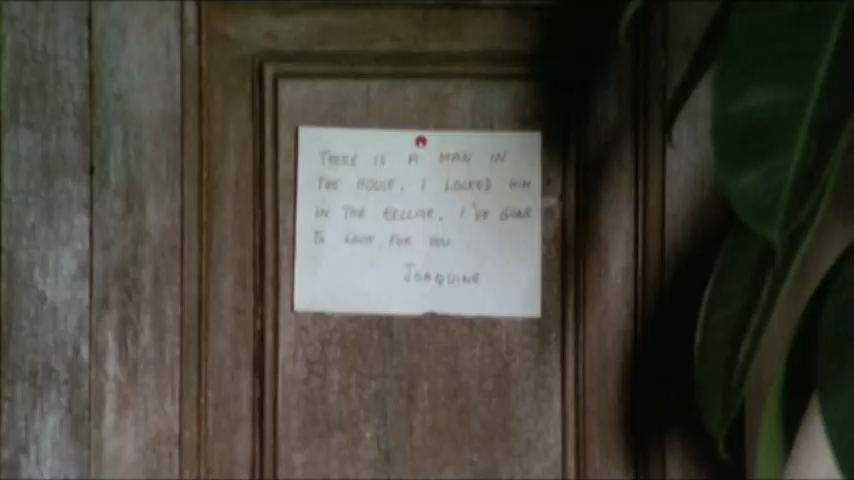 THERE IS A MAN IN
THE HOUSE. I LOCKED HIM
IN THE CELLAR. I'VE GONE
TO LOOK FOR YOU
JOAQUINE